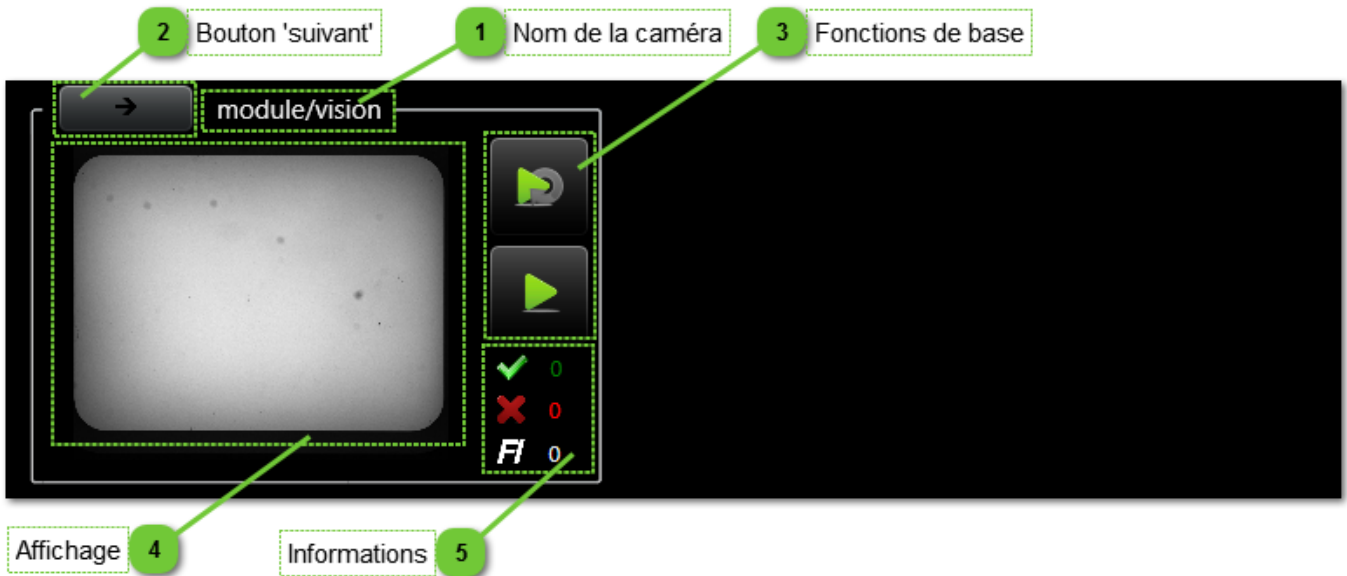 2 Bouton 'suivant'
1 Nom de la caméra
3 Fonctions de base
→ module/vision
0
0
FI 0
Affichage 4
Informations 5